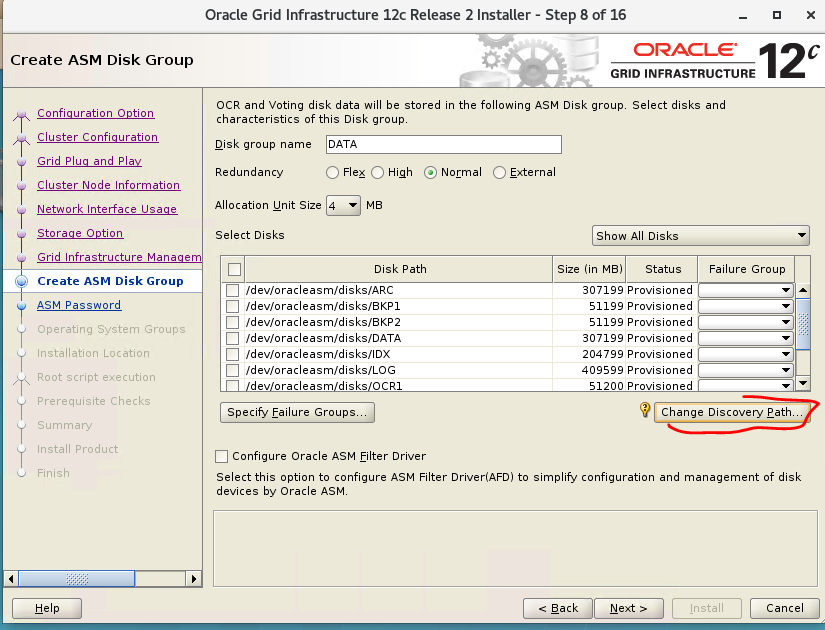 Oracle Grid Infrastructure 12c Release 2 Installer - Step 8 of 16
Create ASM Disk Group
ORACLE
GRID INFRASTRUCTURE
12c
Configuration Option
Cluster Configuration
Grid Plug and Play
Cluster Node Information
Network Interface Usage
Storage Option
Grid Infrastructure Managem
Create ASM Disk Group
ASM Password
Operating System Groups
Installation Location
Root script execution
Prerequisite Checks
Summary
Install Product
Finish
OCR and Voting disk data will be stored in the following ASM Disk group. Select disks and
characteristics of this Disk group.
Disk group name DATA
Redundancy Flex High Normal External
Allocation Unit Size 4 MB
Select Disks Show All Disks
Disk Path Size (in MB) Status Failure Group
/dev/oracleasm/disks/ARC 307199 Provisioned
/dev/oracleasm/disks/BKP1 51199 Provisioned
/dev/oracleasm/disks/BKP2 51199 Provisioned
/dev/oracleasm/disks/DATA 307199 Provisioned
/dev/oracleasm/disks/IDX 204799 Provisioned
/dev/oracleasm/disks/LOG 409599 Provisioned
/dev/oracleasm/disks/OCR1 51200 Provisioned
Specify Failure Groups... Change Discovery Path...
Configure Oracle ASM Filter Driver
Select this option to configure ASM Filter Driver(AFD) to simplify configuration and management of disk
devices by Oracle ASM.
Help < Back Next > Install Cancel